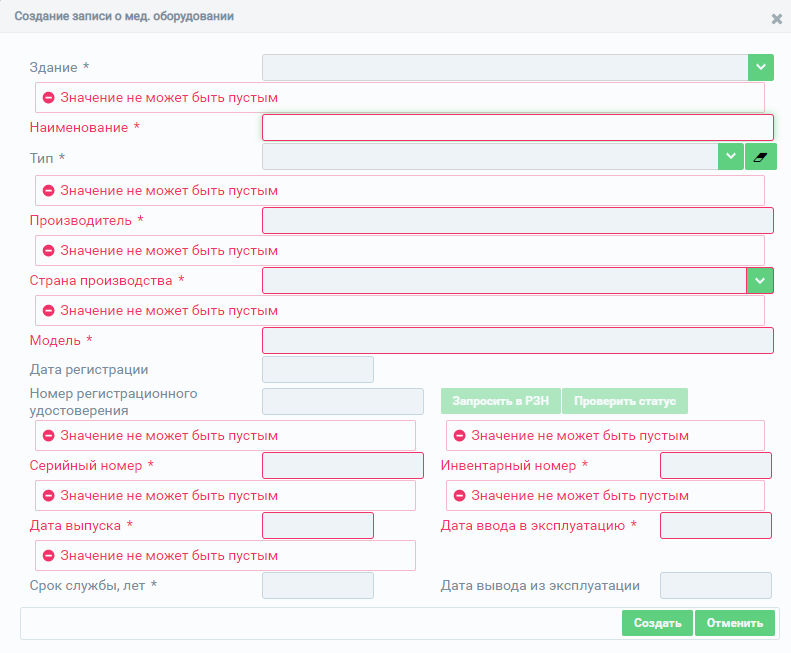 Создание записи о мед. оборудовании
Здание *
Значение не может быть пустым
Наименование *
Тип *
Значение не может быть пустым
Производитель *
Значение не может быть пустым
Страна производства *
Значение не может быть пустым
Модель *
Дата регистрации
Номер регистрационного
удостоверения
Запросить в РЗН Проверить статус
Значение не может быть пустым Значение не может быть пустым
Серийный номер * Инвентарный номер *
Значение не может быть пустым Значение не может быть пустым
Дата выпуска * Дата ввода в эксплуатацию *
Значение не может быть пустым
Срок службы, лет * Дата вывода из эксплуатации
Создать Отменить